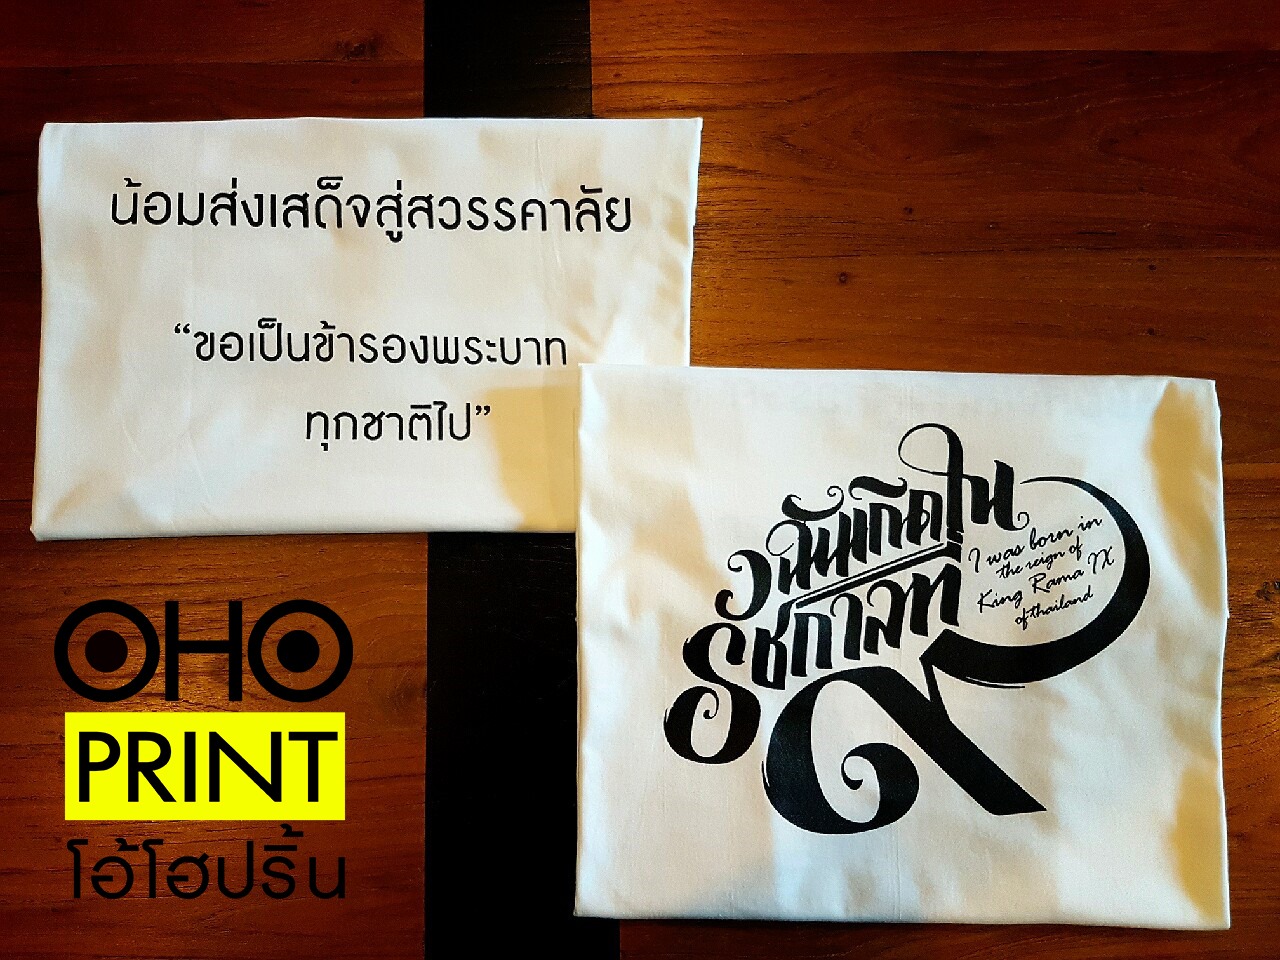 น้อมส่งเสด็จสู่สวรรคาลัย
“ขอเป็นข้ารองพระบาท
ทุกชาติไป”
ฉันเกิดใน
รัชกาลที่
๙
I was born in
the reign of
King Rama IX
of thailand
OHO
PRINT
โอ้โฮปริ้น